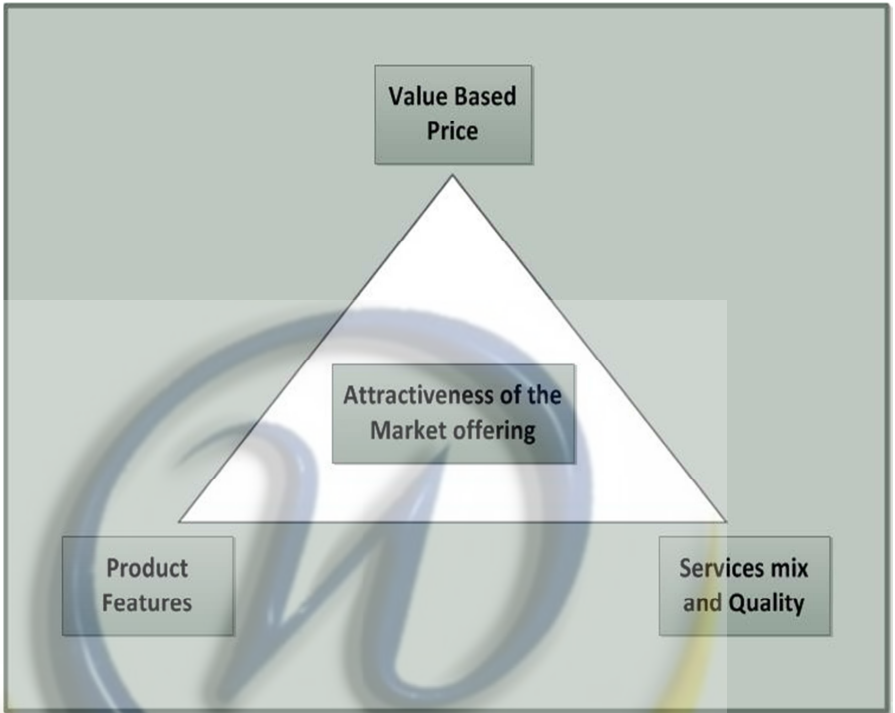 Value Based
Price
Attractiveness of the
Market offering
Product
Features
Services mix
and Quality